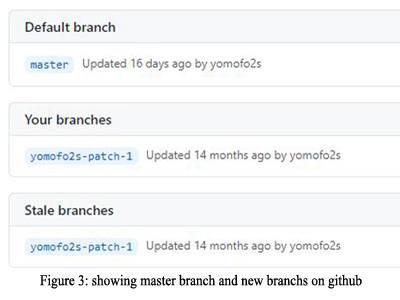 Default branch
master Updated 16 days ago by yomofo2s
Your branches
yomofo2s-patch-1 Updated 14 months ago by yomofo2s
Stale branches
yomofo2s-patch-1 Updated 14 months ago by yomofo2s
Figure 3: showing master branch and new branchs on github